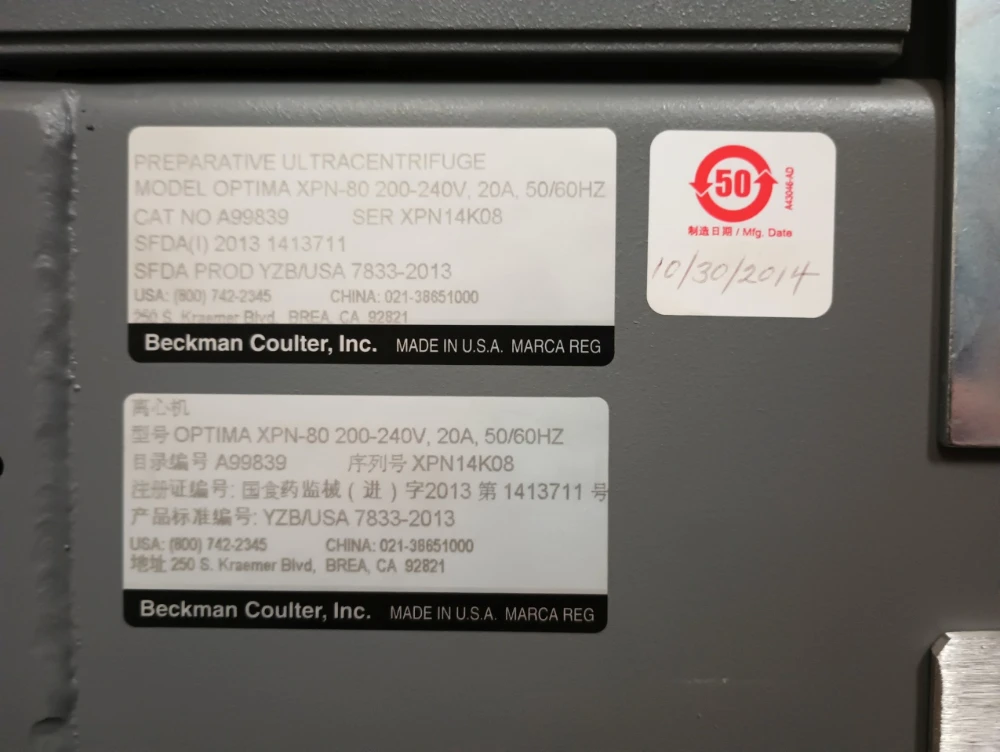 PREPARATIVE ULTRACENTRIFUGE
MODEL OPTIMA XPN-80 200-240V, 20A, 50/60HZ
CAT NO A99839 SER XPN14K08
SFDA(I) 2013 1413711
SFDA PROD YZB/USA 7833-2013
USA: (800) 742-2345 CHINA: 021-38651000
250 S. Kraemer Blvd, BREA, CA 92821
Beckman Coulter, Inc. MADE IN U.S.A. MARCA REG
50
A43046-AD
制造日期 / Mfg. Date
10/30/2014
离心机
型号 OPTIMA XPN-80 200-240V, 20A, 50/60HZ
目录编号 A99839 序列号 XPN14K08
注册证编号: 国食药监械 ( 进 ) 字2013 第 1413711 号
产品标准编号: YZB/USA 7833-2013
USA: (800) 742-2345 CHINA: 021-38651000
地址 250 S. Kraemer Blvd, BREA, CA 92821
Beckman Coulter, Inc. MADE IN U.S.A. MARCA REG